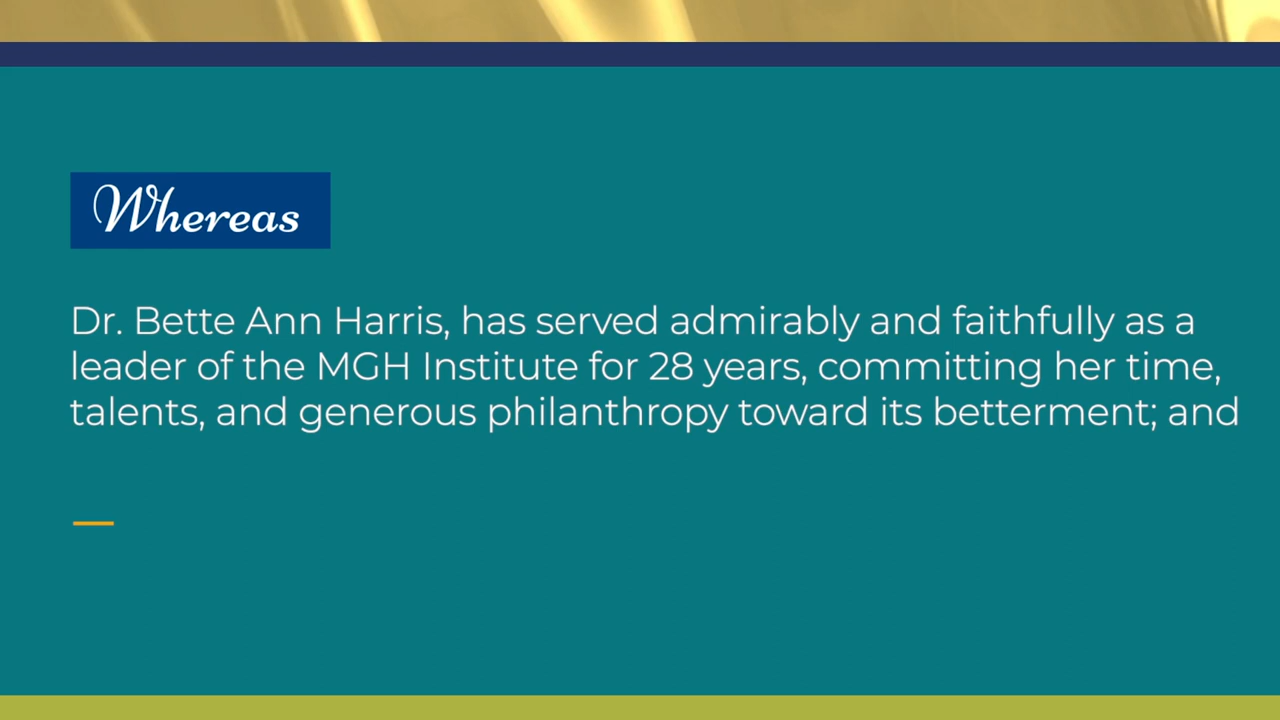 Whereas
Dr. Bette Ann Harris, has served admirably and faithfully as a
leader of the MGH Institute for 28 years, committing her time,
talents, and generous philanthropy toward its betterment; and